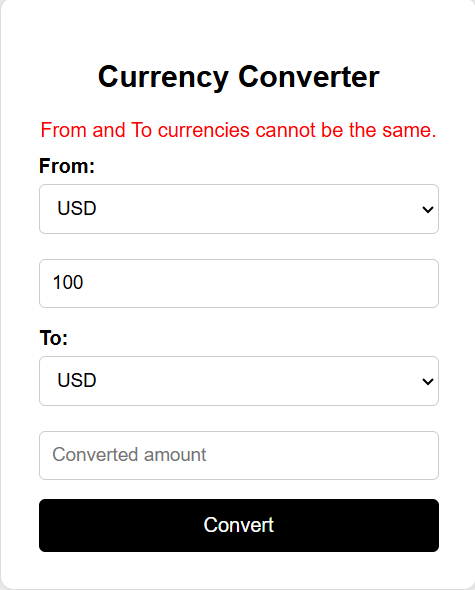 Currency Converter
From and To currencies cannot be the same.
From:
USD
100
To:
USD
Converted amount
Convert